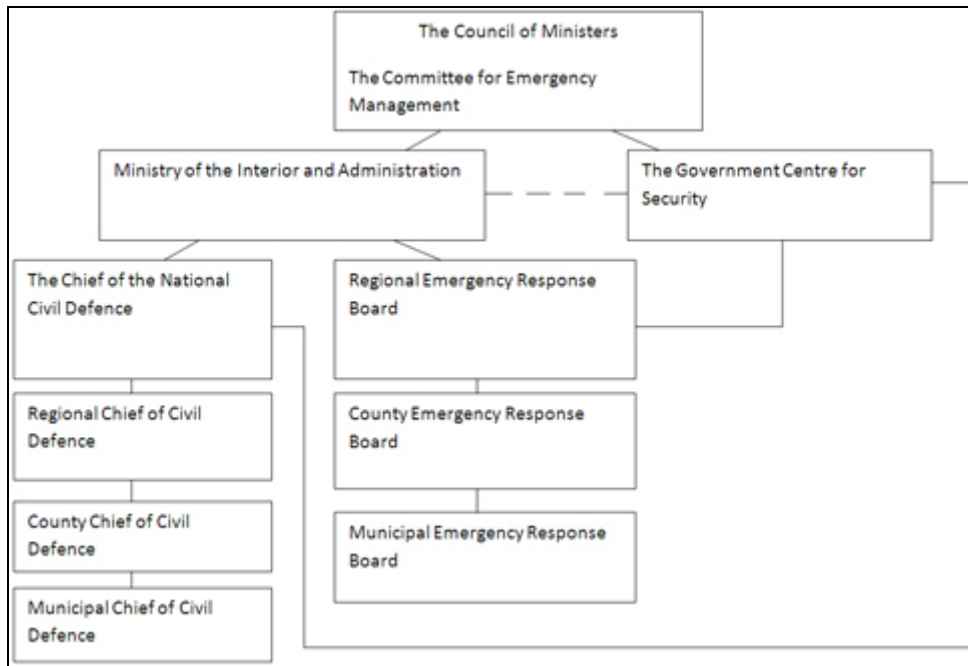 The Council of Ministers
The Committee for Emergency
Management
Ministry of the Interior and Administration
The Government Centre for
Security
The Chief of the National
Civil Defence
Regional Emergency Response
Board
Regional Chief of Civil
Defence
County Emergency Response
Board
County Chief of Civil
Defence
Municipal Emergency Response
Board
Municipal Chief of Civil
Defence